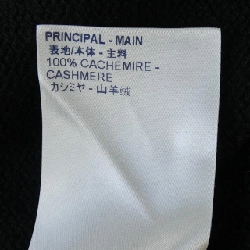 PRINCIPAL - MAIN
表地/本体 - 主料
100% CACHEMIRE -
CASHMERE
カシミヤ - 山羊绒